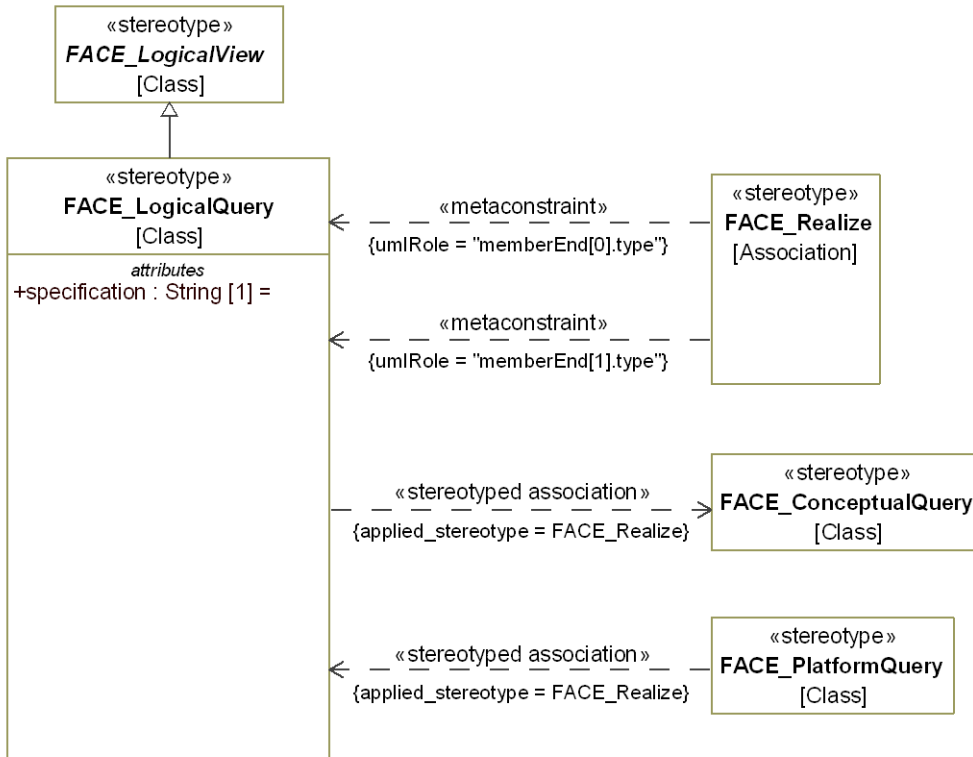 «stereotype»
FACE_LogicalView
[Class]
«stereotype»
FACE_LogicalQuery
[Class]
attributes
+specification : String [1] =
«metaconstraint»
{umlRole = "memberEnd[0].type"}
«metaconstraint»
{umlRole = "memberEnd[1].type"}
«stereotype»
FACE_Realize
[Association]
«stereotyped association»
{applied_stereotype = FACE_Realize}
«stereotype»
FACE_ConceptualQuery
[Class]
«stereotyped association»
{applied_stereotype = FACE_Realize}
«stereotype»
FACE_PlatformQuery
[Class]